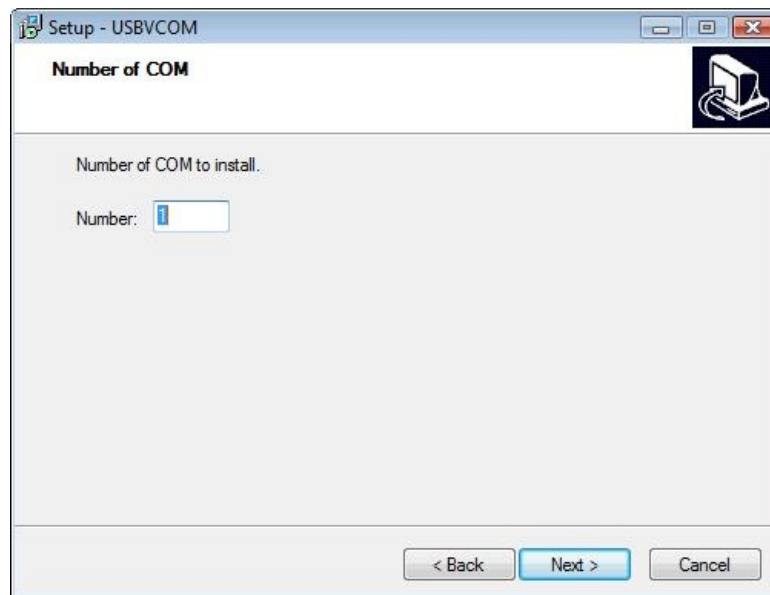 Setup - USBVCOM
Number of COM
Number of COM to install.
Number: 1
< Back Next > Cancel